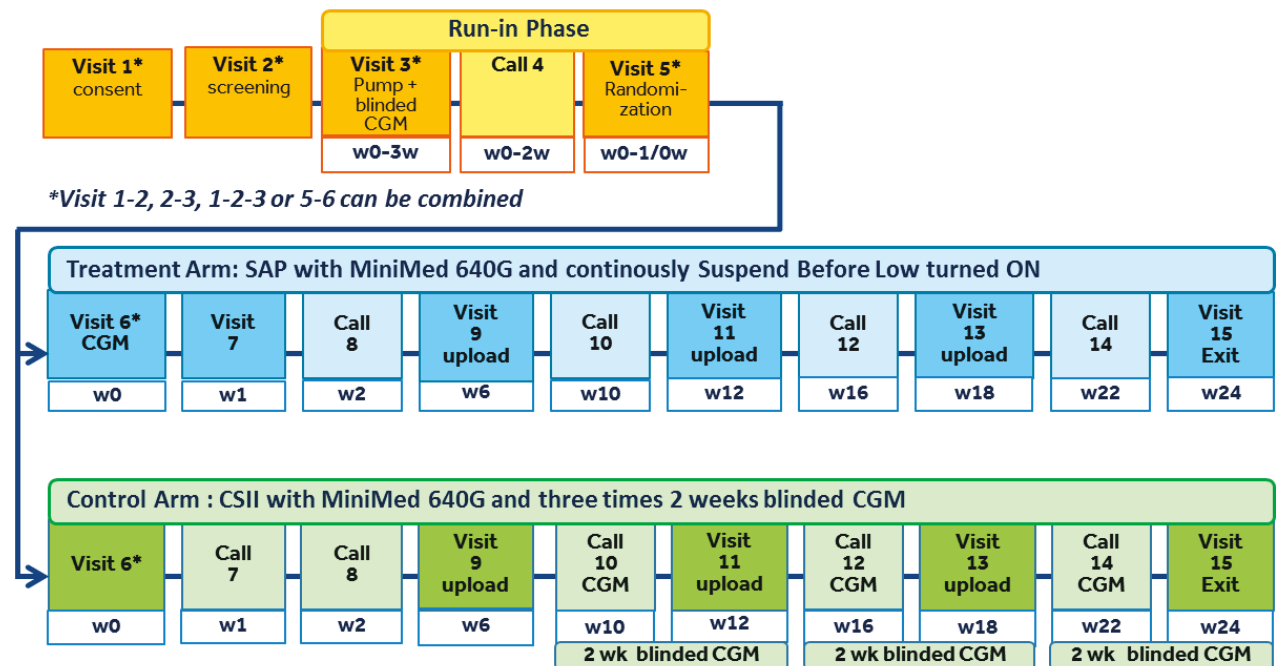 Run-in Phase
Visit 1*
consent
Visit 2*
screening
Visit 3*
Pump +
blinded
CGM
Call 4
Visit 5*
Randomi-
zation
w0-3w
w0-2w
w0-1/0w
*Visit 1-2, 2-3, 1-2-3 or 5-6 can be combined
Treatment Arm: SAP with MiniMed 640G and continously Suspend Before Low turned ON
Visit 6*
CGM
Visit
7
Call
8
Visit
9
upload
Call
10
Visit
11
upload
Call
12
Visit
13
upload
Call
14
Visit
15
Exit
w0
w1
w2
w6
w10
w12
w16
w18
w22
w24
Control Arm : CSII with MiniMed 640G and three times 2 weeks blinded CGM
Visit 6*
Call
7
Call
8
Visit
9
upload
Call
10
CGM
Visit
11
upload
Call
12
CGM
Visit
13
upload
Call
14
CGM
Visit
15
Exit
w0
w1
w2
w6
w10
w12
w16
w18
w22
w24
2 wk blinded CGM
2 wk blinded CGM
2 wk blinded CGM